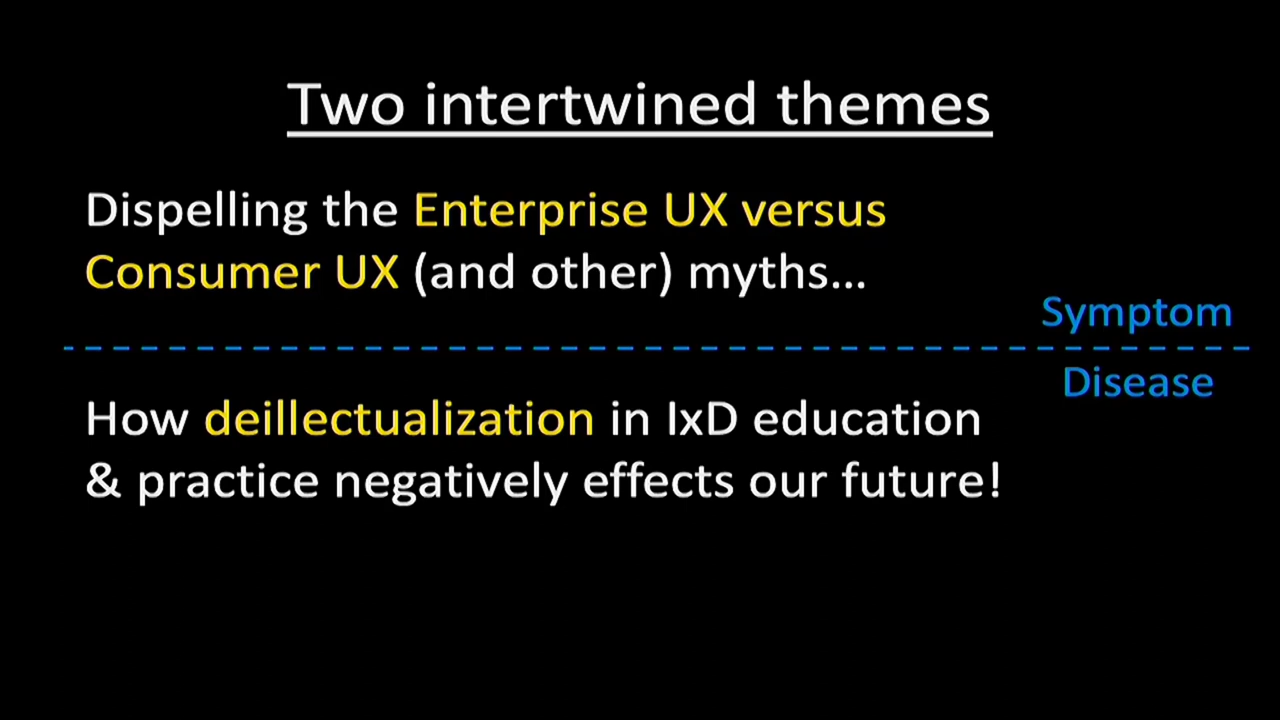 Two intertwined themes
Dispelling the Enterprise UX versus
Consumer UX (and other) myths...
Symptom
Disease
How deillectualization in IxD education
& practice negatively effects our future!